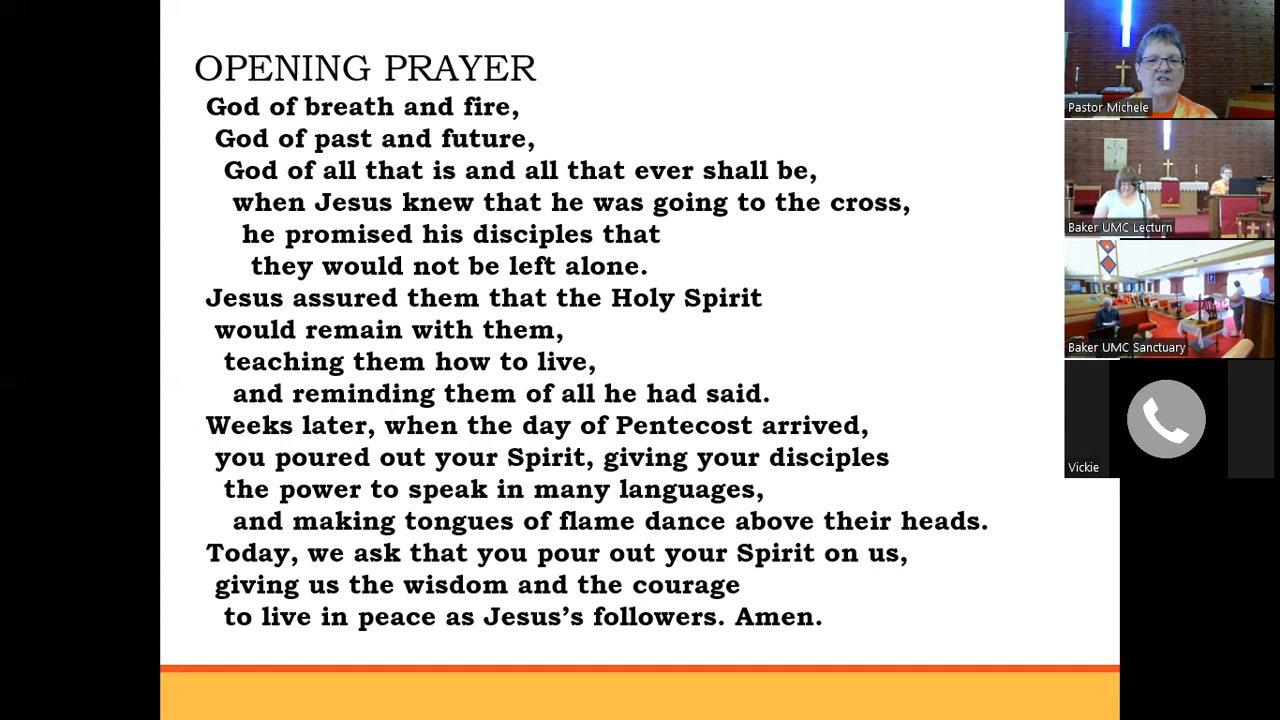 OPENING PRAYER
God of breath and fire,
God of past and future,
God of all that is and all that ever shall be,
when Jesus knew that he was going to the cross,
he promised his disciples that
they would not be left alone.
Jesus assured them that the Holy Spirit
would remain with them,
teaching them how to live,
and reminding them of all he had said.
Weeks later, when the day of Pentecost arrived,
you poured out your Spirit, giving your disciples
the power to speak in many languages,
and making tongues of flame dance above their heads.
Today, we ask that you pour out your Spirit on us,
giving us the wisdom and the courage
to live in peace as Jesus’s followers. Amen.
Pastor Michele
Baker UMC Lecturn
Baker UMC Sanctuary
Vickie